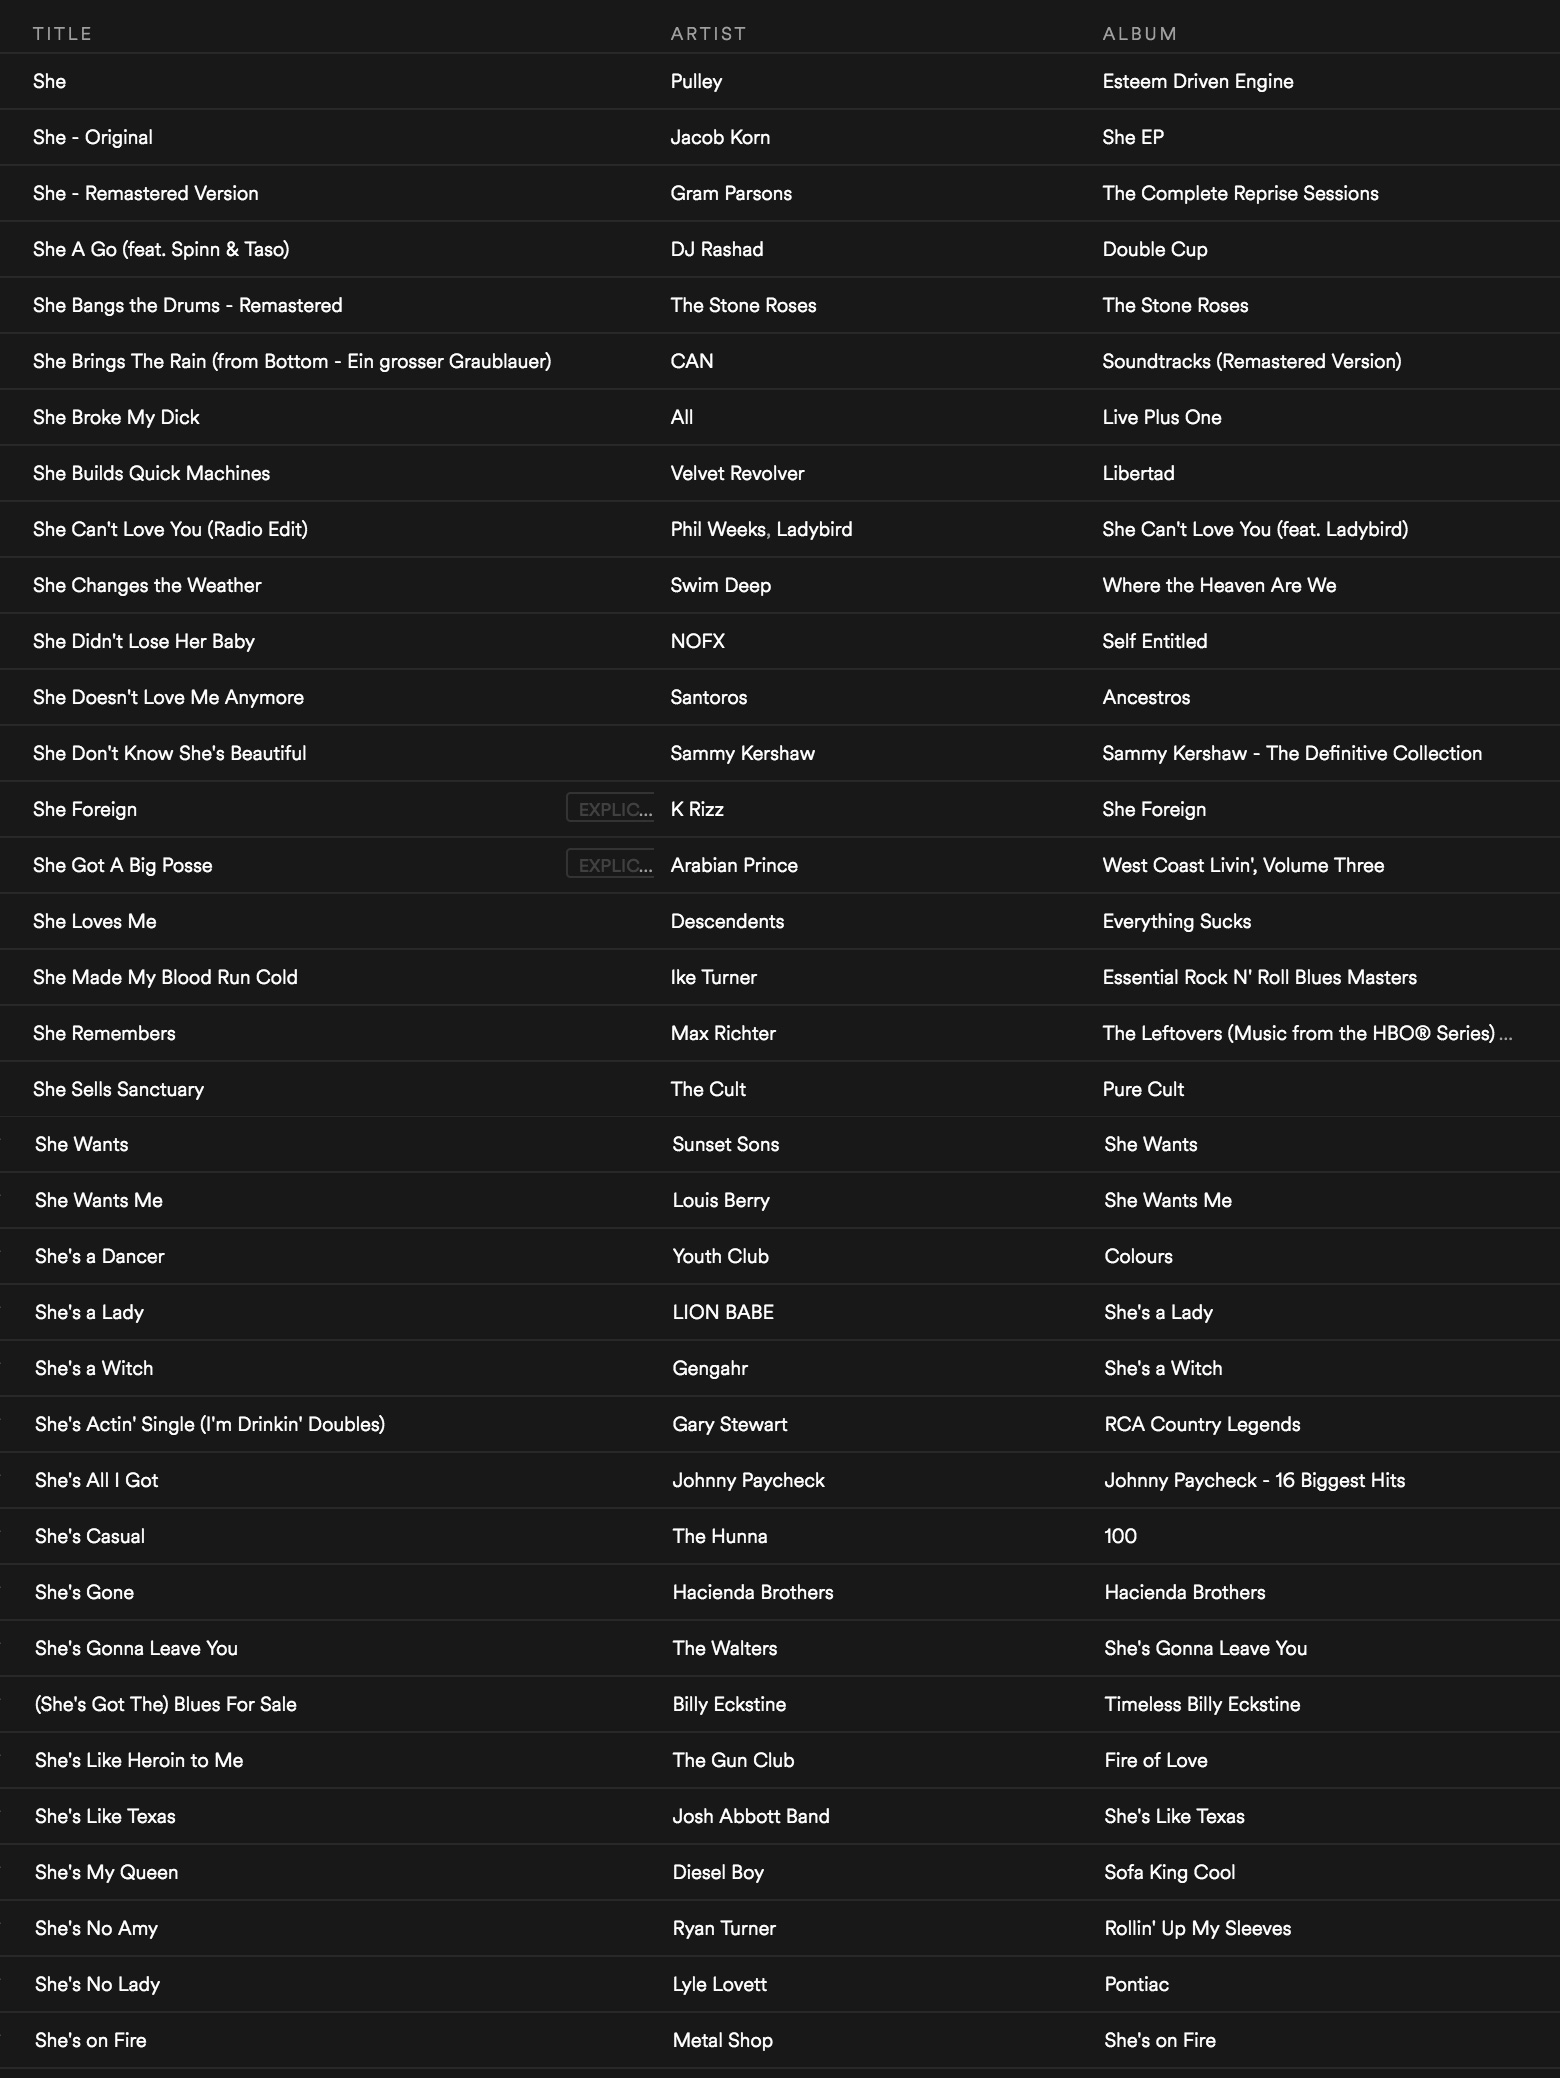 TITLE ARTIST ALBUM
She Pulley Esteem Driven Engine
She - Original Jacob Korn She EP
She - Remastered Version Gram Parsons The Complete Reprise Sessions
She A Go (feat. Spinn & Taso) DJ Rashad Double Cup
She Bangs the Drums - Remastered The Stone Roses The Stone Roses
She Brings The Rain (from Bottom - Ein grosser Graublauer) CAN Soundtracks (Remastered Version)
She Broke My Dick All Live Plus One
She Builds Quick Machines Velvet Revolver Libertad
She Can't Love You (Radio Edit) Phil Weeks, Ladybird She Can't Love You (feat. Ladybird)
She Changes the Weather Swim Deep Where the Heaven Are We
She Didn't Lose Her Baby NOFX Self Entitled
She Doesn't Love Me Anymore Santoros Ancestros
She Don't Know She's Beautiful Sammy Kershaw Sammy Kershaw - The Definitive Collection
She Foreign EXPLIC... K Rizz She Foreign
She Got A Big Posse EXPLIC... Arabian Prince West Coast Livin', Volume Three
She Loves Me Descendents Everything Sucks
She Made My Blood Run Cold Ike Turner Essential Rock N' Roll Blues Masters
She Remembers Max Richter The Leftovers (Music from the HBO® Series) ...
She Sells Sanctuary The Cult Pure Cult
She Wants Sunset Sons She Wants
She Wants Me Louis Berry She Wants Me
She's a Dancer Youth Club Colours
She's a Lady LION BABE She's a Lady
She's a Witch Gengahr She's a Witch
She's Actin' Single (I'm Drinkin' Doubles) Gary Stewart RCA Country Legends
She's All I Got Johnny Paycheck Johnny Paycheck - 16 Biggest Hits
She's Casual The Hunna 100
She's Gone Hacienda Brothers Hacienda Brothers
She's Gonna Leave You The Walters She's Gonna Leave You
(She's Got The) Blues For Sale Billy Eckstine Timeless Billy Eckstine
She's Like Heroin to Me The Gun Club Fire of Love
She's Like Texas Josh Abbott Band She's Like Texas
She's My Queen Diesel Boy Sofa King Cool
She's No Amy Ryan Turner Rollin' Up My Sleeves
She's No Lady Lyle Lovett Pontiac
She's on Fire Metal Shop She's on Fire